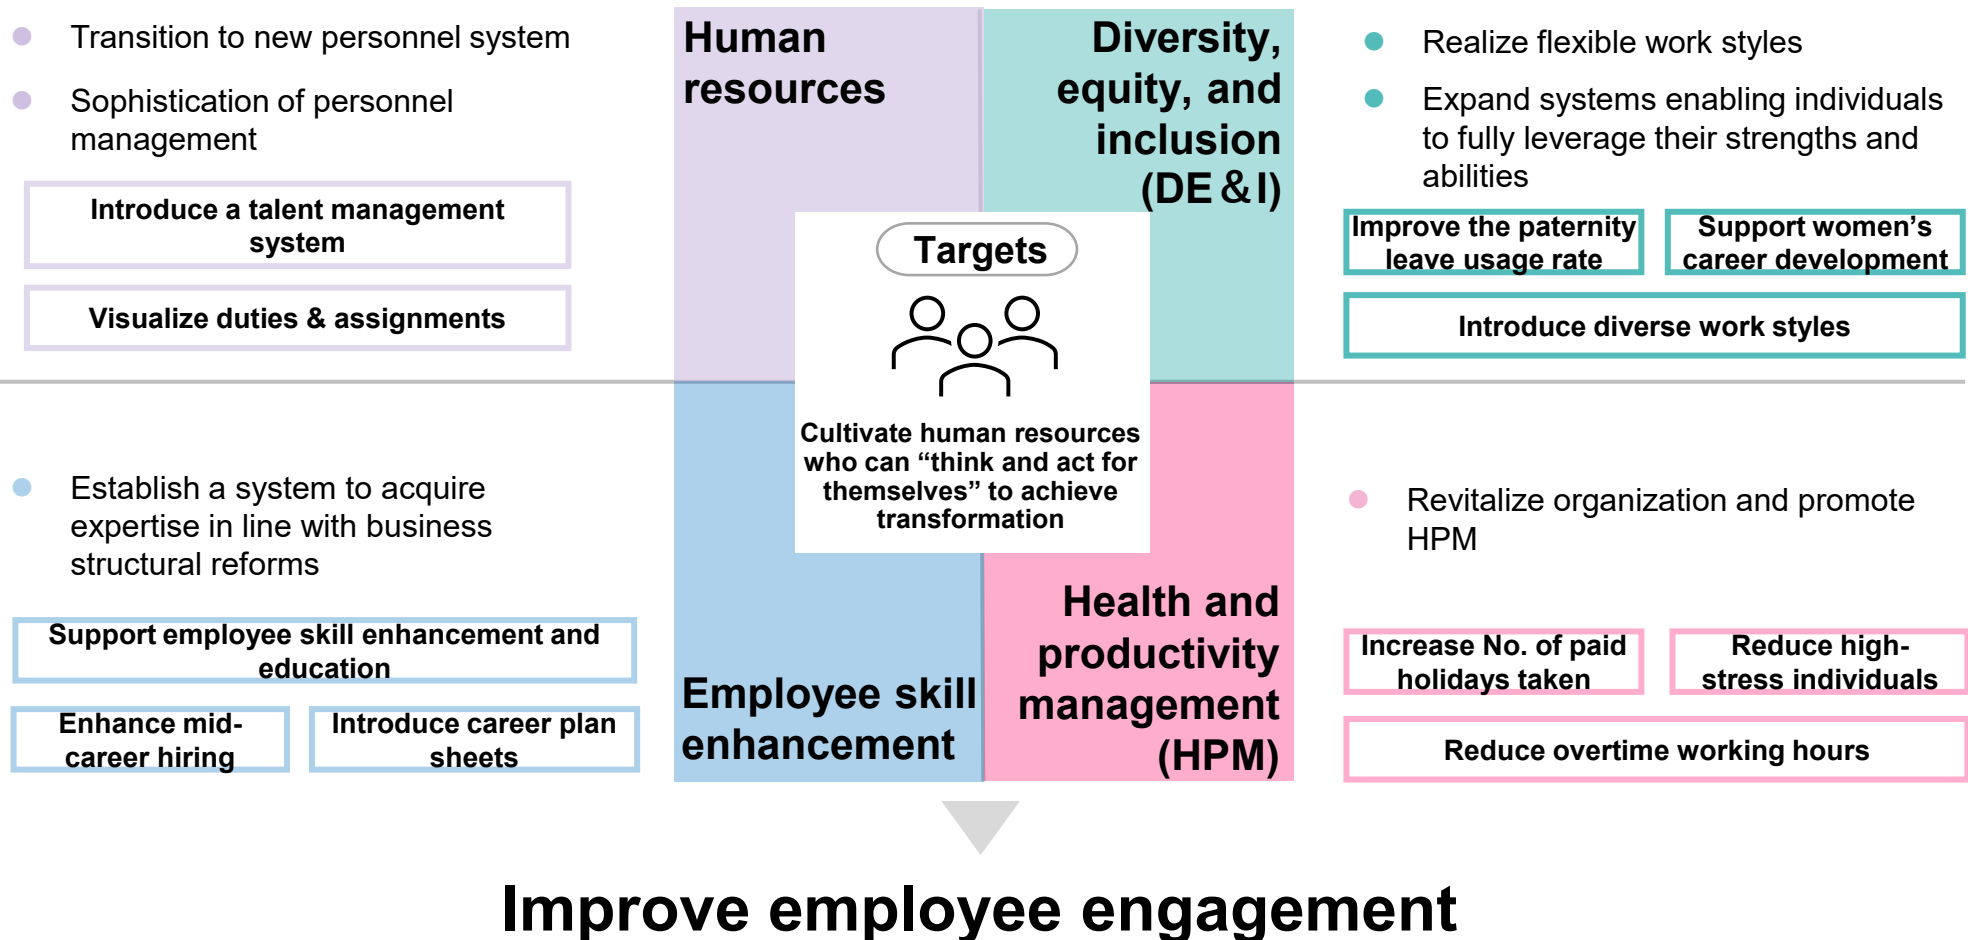 Transition to new personnel system
Sophistication of personnel
management
Introduce a talent management
system
Visualize duties & assignments
Human
resources
Diversity,
equity, and
inclusion
(DE＆I)
Realize flexible work styles
Expand systems enabling individuals
to fully leverage their strengths and
abilities
Improve the paternity
leave usage rate
Support women’s
career development
Introduce diverse work styles
Targets
Cultivate human resources
who can “think and act for
themselves” to achieve
transformation
Establish a system to acquire
expertise in line with business
structural reforms
Support employee skill enhancement and
education
Enhance mid-
career hiring
Introduce career plan
sheets
Employee skill
enhancement
Health and
productivity
management
(HPM)
Revitalize organization and promote
HPM
Increase No. of paid
holidays taken
Reduce high-
stress individuals
Reduce overtime working hours
Improve employee engagement